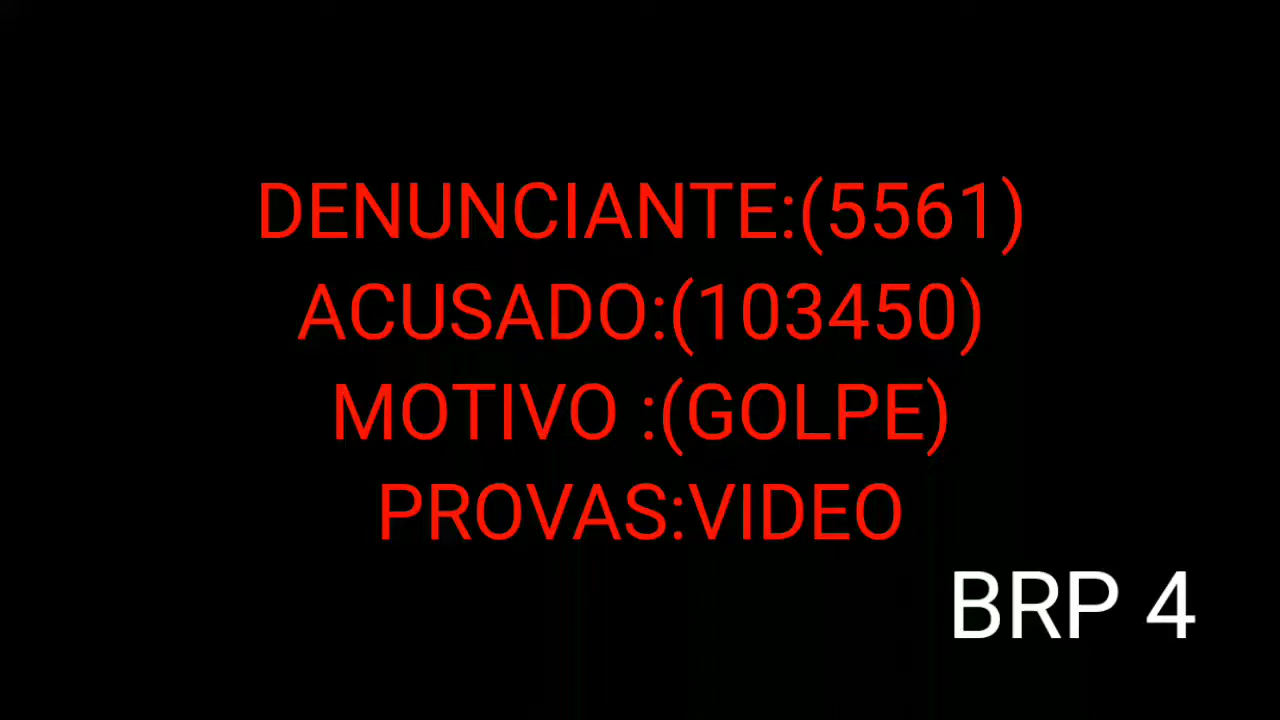 DENUNCIANTE:(5561)
ACUSADO:(103450)
MOTIVO :(GOLPE)
PROVAS:VIDEO
BRP 4